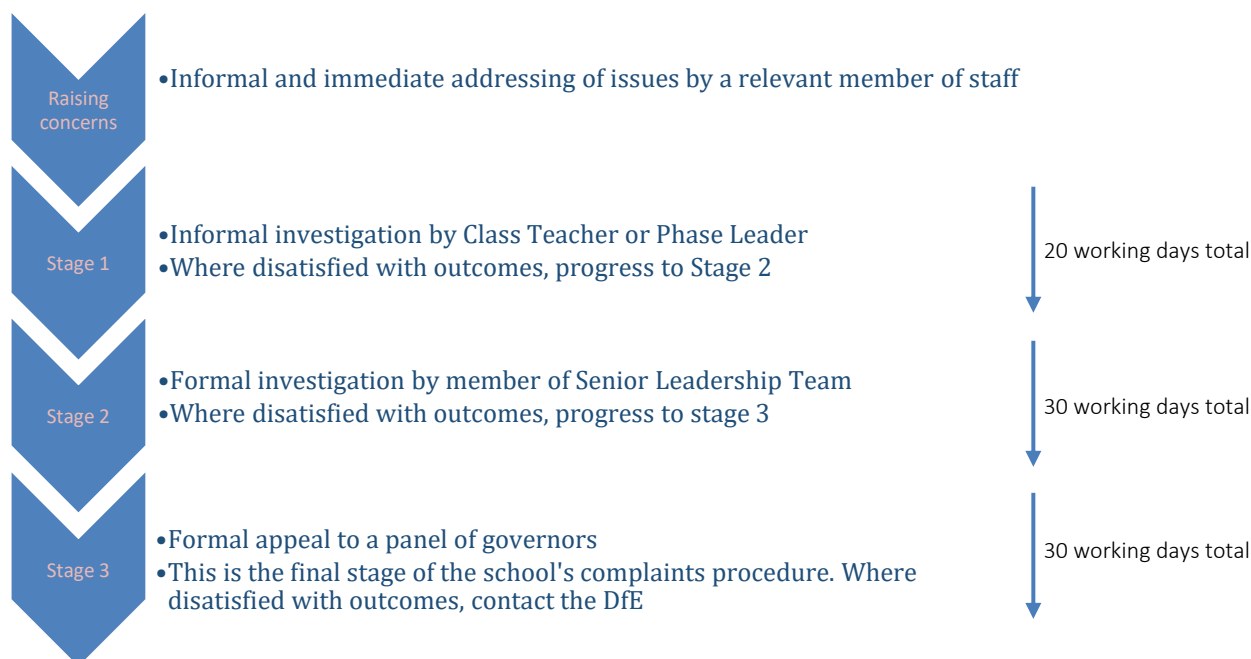 Raising
concerns
•Informal and immediate addressing of issues by a relevant member of staff
Stage 1
•Informal investigation by Class Teacher or Phase Leader
•Where disatisfied with outcomes, progress to Stage 2
20 working days total
Stage 2
•Formal investigation by member of Senior Leadership Team
•Where disatisfied with outcomes, progress to stage 3
30 working days total
Stage 3
•Formal appeal to a panel of governors
•This is the final stage of the school's complaints procedure. Where
disatisfied with outcomes, contact the DfE
30 working days total